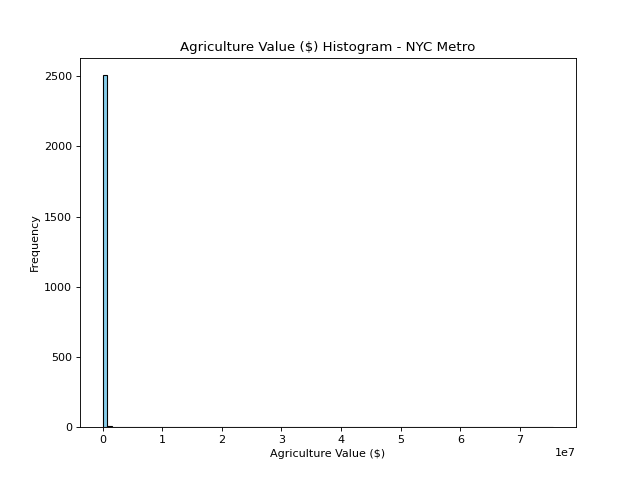 Agriculture Value ($) Histogram - NYC Metro
2500
2000
1500
1000
500
0
Frequency
0 1 2 3 4 5 6 7
1e7
Agriculture Value ($)